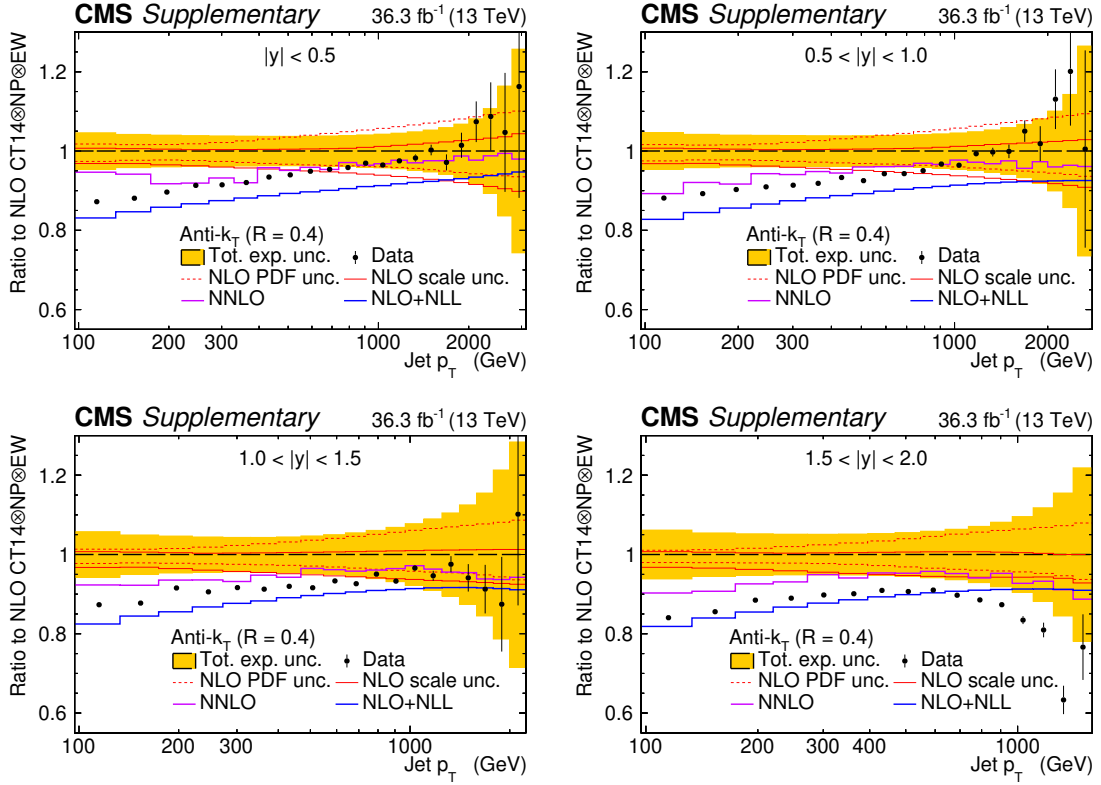 CMS Supplementary 36.3 fb⁻¹ (13 TeV)
Ratio to NLO CT14⊗NP⊗EW
|y| < 0.5
1.2
1
0.8
0.6
Anti-k_T (R = 0.4)
Tot. exp. unc. Data
NLO PDF unc. NLO scale unc.
NNLO NLO+NLL
100 200 300 1000 2000
Jet p_T (GeV)
CMS Supplementary 36.3 fb⁻¹ (13 TeV)
Ratio to NLO CT14⊗NP⊗EW
0.5 < |y| < 1.0
1.2
1
0.8
0.6
Anti-k_T (R = 0.4)
Tot. exp. unc. Data
NLO PDF unc. NLO scale unc.
NNLO NLO+NLL
100 200 300 1000 2000
Jet p_T (GeV)
CMS Supplementary 36.3 fb⁻¹ (13 TeV)
Ratio to NLO CT14⊗NP⊗EW
1.0 < |y| < 1.5
1.2
1
0.8
0.6
Anti-k_T (R = 0.4)
Tot. exp. unc. Data
NLO PDF unc. NLO scale unc.
NNLO NLO+NLL
100 200 300 1000
Jet p_T (GeV)
CMS Supplementary 36.3 fb⁻¹ (13 TeV)
Ratio to NLO CT14⊗NP⊗EW
1.5 < |y| < 2.0
1.2
1
0.8
0.6
Anti-k_T (R = 0.4)
Tot. exp. unc. Data
NLO PDF unc. NLO scale unc.
NNLO NLO+NLL
100 200 300 400 1000
Jet p_T (GeV)